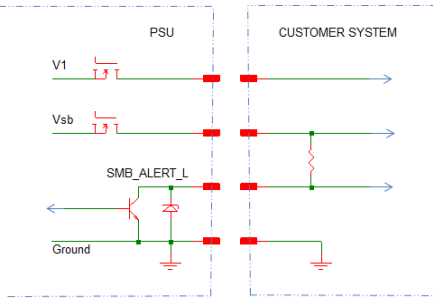 PSU
CUSTOMER SYSTEM
V1
Vsb
SMB_ALERT_L
Ground